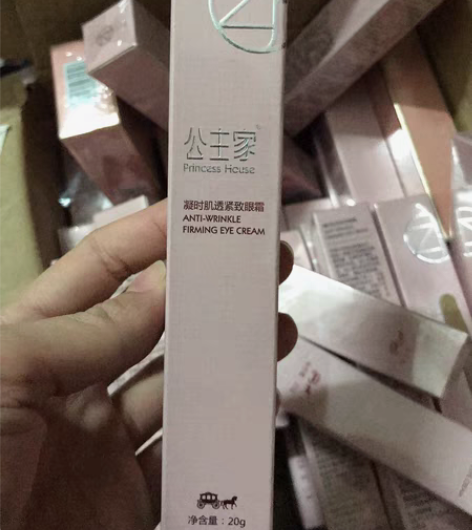 公主家
Princess House
凝时肌透紧致眼霜
ANTI-WRINKLE
FIRMING EYE CREAM
净含量：20g